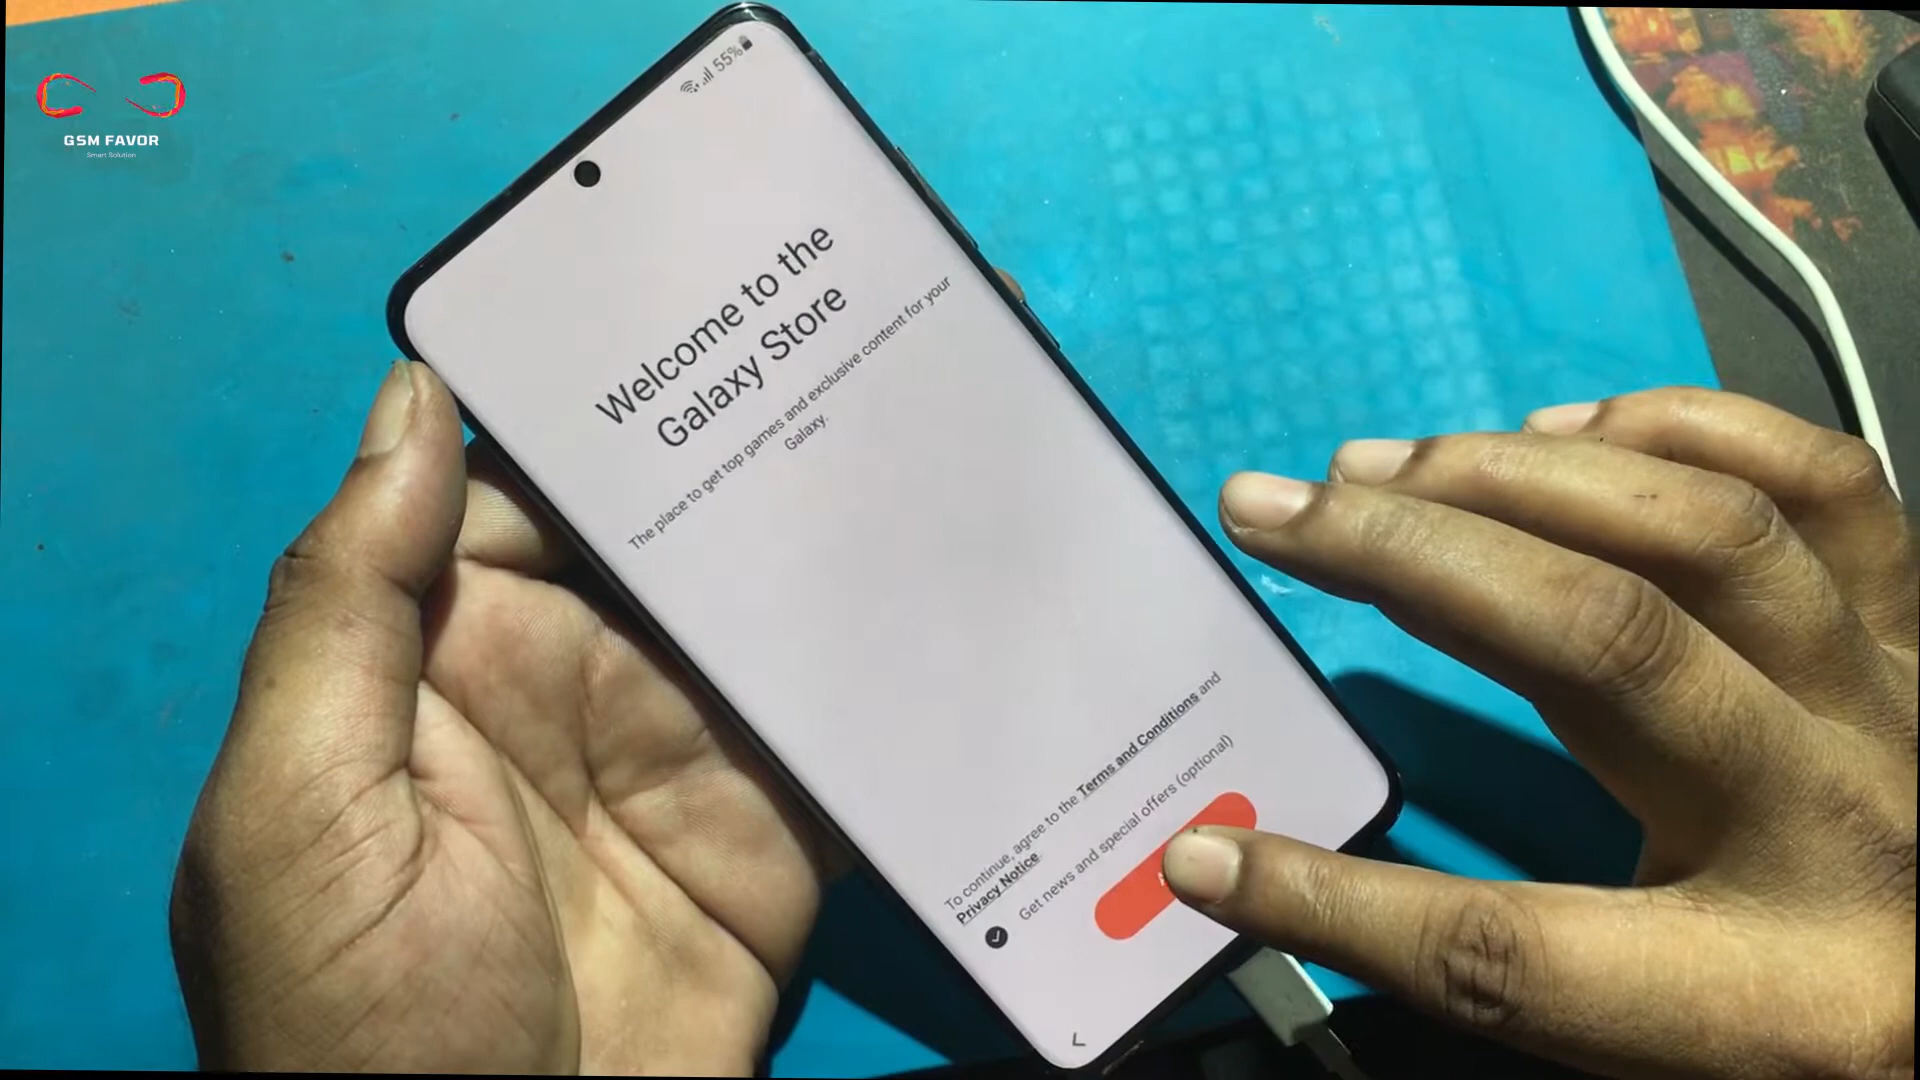 GSM FAVOR
Smart Solution
55%
Welcome to the
Galaxy Store
The place to get top games and exclusive content for your
Galaxy.
To continue, agree to the Terms and Conditions and
Privacy Notice.
Get news and special offers (optional)